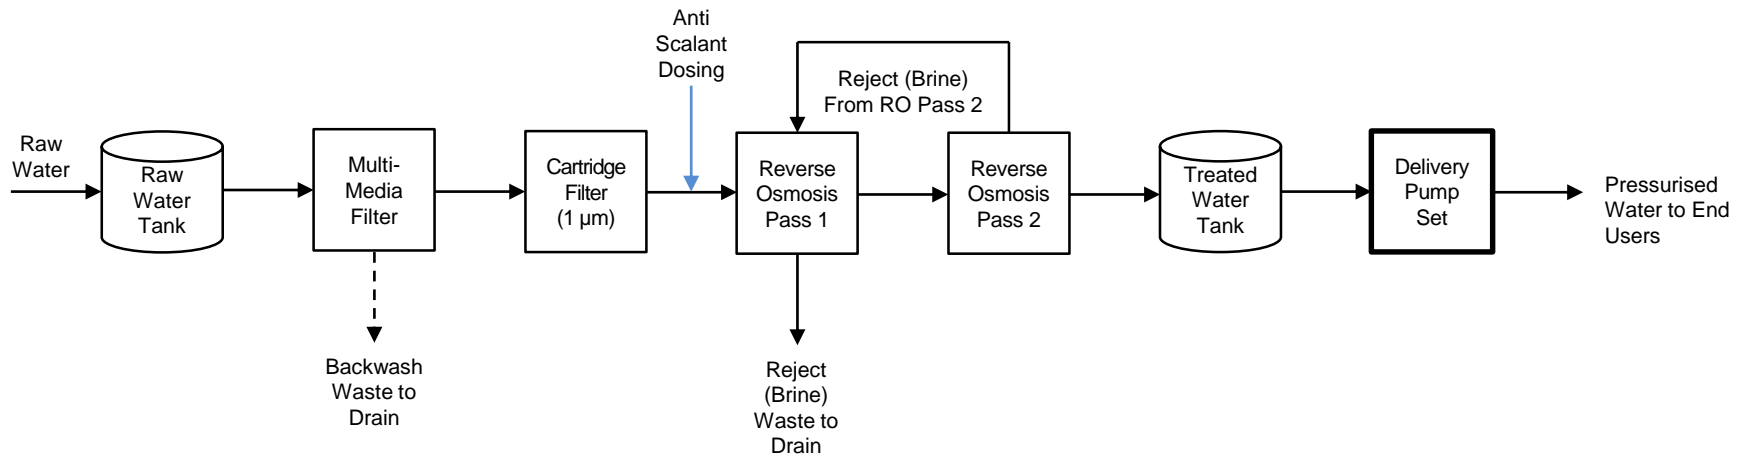 Anti
Scalant
Dosing
Reject (Brine)
From RO Pass 2
Raw
Water
Raw
Water
Tank
Multi-
Media
Filter
Cartridge
Filter
(1 µm)
Reverse
Osmosis
Pass 1
Reverse
Osmosis
Pass 2
Treated
Water
Tank
Delivery
Pump
Set
Pressurised
Water to End
Users
Backwash
Waste to
Drain
Reject
(Brine)
Waste to
Drain